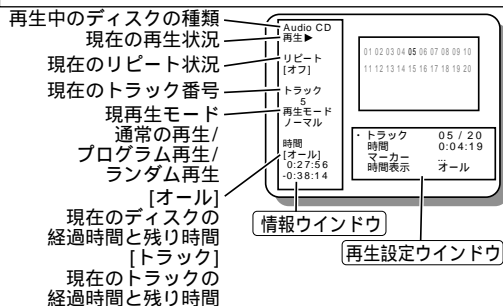 再生中のディスクの種類
現在の再生状況
現在のリピート状況
現在のトラック番号
現再生モード
通常の再生/
プログラム再生/
ランダム再生
[オール]
現在のディスクの
経過時間と残り時間
[トラック]
現在のトラックの
経過時間と残り時間
Audio CD
再生▶
リピート
[オフ]
トラック
5
再生モード
ノーマル
時間
[オール]
0:27:56
-0:38:14
情報ウインドウ
01 02 03 04 05 06 07 08 09 10
11 12 13 14 15 16 17 18 19 20
・トラック 05 / 20
時間 0:04:19
マーカー ...
時間表示 オール
再生設定ウインドウ